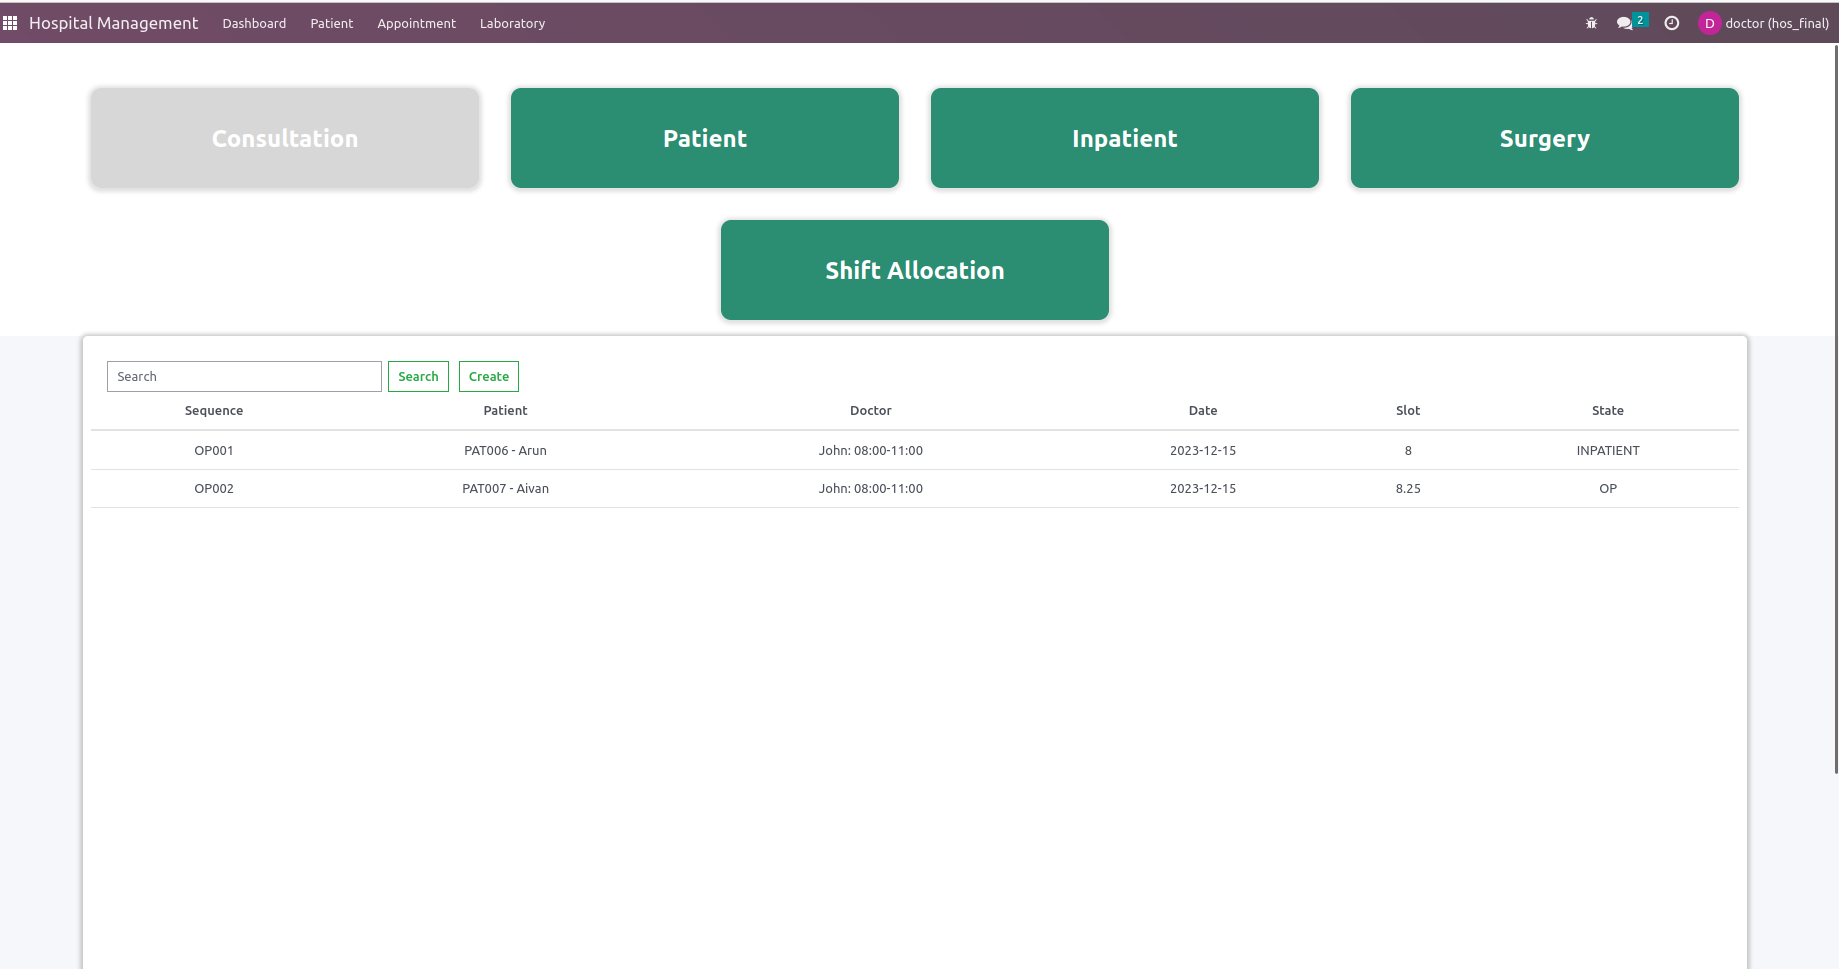 Hospital Management Dashboard Patient Appointment Laboratory 2 D doctor (hos_final)
Consultation Patient Inpatient Surgery
Shift Allocation
Search Search Create
Sequence Patient Doctor Date Slot State
OP001 PAT006 - Arun John: 08:00-11:00 2023-12-15 8 INPATIENT
OP002 PAT007 - Aivan John: 08:00-11:00 2023-12-15 8.25 OP